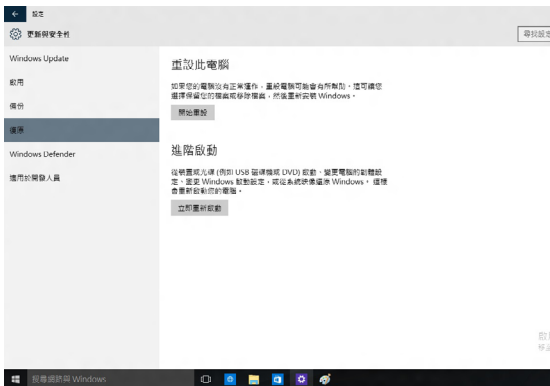 設定
更新與安全性
尋找設定
Windows Update
啟用
備份
復原
Windows Defender
適用於開發人員
重設此電腦
如果您的電腦沒有正常運作，重設電腦可能會有所幫助。這可讓您
選擇保留您的檔案或移除檔案，然後重新安裝 Windows。
開始重設
進階啟動
從裝置或光碟 (例如 USB 磁碟機或 DVD) 啟動、變更電腦的韌體設
定、變更 Windows 啟動設定，或從系統映像還原 Windows。這樣
會重新啟動您的電腦。
立即重新啟動
搜尋網路與 Windows